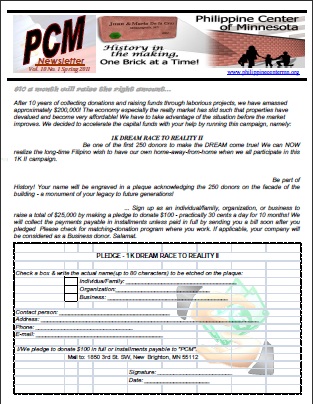 PCM
Newsletter
Vol. 10 No. 1 Spring 2011
Joan & Mario De la Cruz
History in
the making,
One Brick at a Time!
Philippine Center
of Minnesota
www.philippinecentermn.org
$10 a month will raise the right amount...
After 10 years of collecting donations and raising funds through laborious projects, we have amassed
approximately $200,000! The economy especially the realty market has slid such that properties have
devalued and become very affordable! We have to take advantage of the situation before the market
improves. We decided to accelerate the capital funds with your help by running this campaign, namely:
1K DREAM RACE TO REALITY II
Be one of the first 250 donors to make the DREAM come true! We can NOW
realize the long-time Filipino wish to have our own home-away-from-home when we all participate in this
1K II campaign.
Be part of
History! Your name will be engraved in a plaque acknowledging the 250 donors on the facade of the
building - a monument of your legacy to future generations!
... Sign up as an individual/family, organization, or business to
raise a total of $25,000 by making a pledge to donate $100 - practically 30 cents a day for 10 months! We
will collect the payments payable in installments unless paid in full by sending you a bill soon after you
pledged. Please check for matching-donation program where you work. If applicable, your company will
be considered as a Business donor. Salamat.
PLEDGE - 1K DREAM RACE TO REALITY II
Check a box & write the actual name(up to 80 characters) to be etched on the plaque:
Individual/Family:
Organization:
Business:
Contact person:
Address:
Phone:
E-mail:
I/We pledge to donate $100 in full or installments payable to "PCM".
Mail to: 1650 3rd St. SW, New Brighton, MN 55112
Signature:
Date: